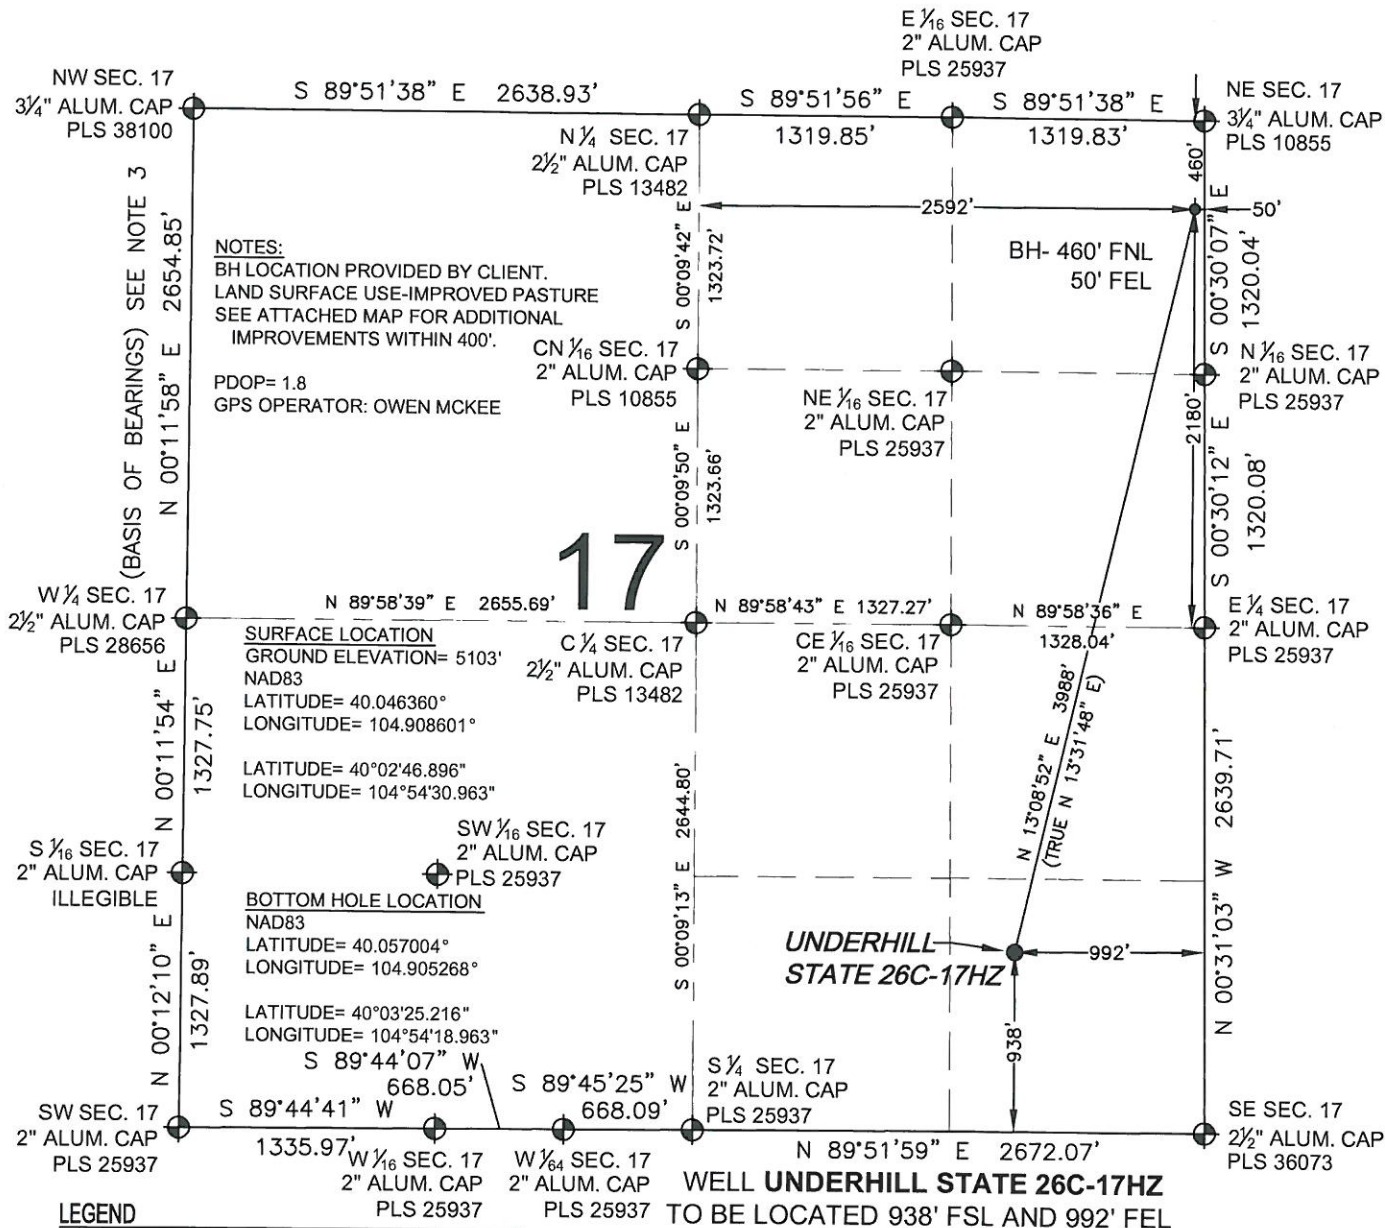 E 1/16 SEC. 17
2" ALUM. CAP
PLS 25937
NW SEC. 17
3 1/4" ALUM. CAP
PLS 38100
S 89°51'38" E 2638.93'
S 89°51'56" E
1319.85'
S 89°51'38" E
1319.83'
NE SEC. 17
3 1/4" ALUM. CAP
PLS 10855
N 1/4 SEC. 17
2 1/2" ALUM. CAP
PLS 13482
460'
2592'
50'
BH- 460' FNL
50' FEL
(BASIS OF BEARINGS) SEE NOTE 3
N 00°11'58" E 2654.85'
NOTES:
BH LOCATION PROVIDED BY CLIENT.
LAND SURFACE USE-IMPROVED PASTURE
SEE ATTACHED MAP FOR ADDITIONAL
IMPROVEMENTS WITHIN 400'.
PDOP= 1.8
GPS OPERATOR: OWEN MCKEE
S 00°09'42" E
1323.72'
S 00°30'07" E
1320.04'
CN 1/16 SEC. 17
2" ALUM. CAP
PLS 10855
NE 1/16 SEC. 17
2" ALUM. CAP
PLS 25937
N 1/16 SEC. 17
2" ALUM. CAP
PLS 25937
2180'
S 00°09'50" E
1323.66'
S 00°30'12" E
1320.08'
17
W 1/4 SEC. 17
2 1/2" ALUM. CAP
PLS 28656
N 89°58'39" E 2655.69'
N 89°58'43" E 1327.27'
N 89°58'36" E
1328.04'
C 1/4 SEC. 17
2 1/2" ALUM. CAP
PLS 13482
CE 1/16 SEC. 17
2" ALUM. CAP
PLS 25937
E 1/4 SEC. 17
2" ALUM. CAP
PLS 25937
SURFACE LOCATION
GROUND ELEVATION= 5103'
NAD83
LATITUDE= 40.046360°
LONGITUDE= 104.908601°
LATITUDE= 40°02'46.896"
LONGITUDE= 104°54'30.963"
N 00°11'54" E
1327.75'
N 13°08'52" E 3988'
(TRUE N 13°31'48" E)
S 00°09'13" E 2644.80'
N 00°31'03" W 2639.71'
S 1/16 SEC. 17
2" ALUM. CAP
ILLEGIBLE
SW 1/16 SEC. 17
2" ALUM. CAP
PLS 25937
BOTTOM HOLE LOCATION
NAD83
LATITUDE= 40.057004°
LONGITUDE= 104.905268°
LATITUDE= 40°03'25.216"
LONGITUDE= 104°54'18.963"
UNDERHILL
STATE 26C-17HZ
992'
938'
N 00°12'10" E
1327.89'
SW SEC. 17
2" ALUM. CAP
PLS 25937
S 89°44'41" W
1335.97'
S 89°44'07" W
668.05'
S 89°45'25" W
668.09'
S 1/4 SEC. 17
2" ALUM. CAP
PLS 25937
N 89°51'59" E 2672.07'
SE SEC. 17
2 1/2" ALUM. CAP
PLS 36073
W 1/16 SEC. 17
2" ALUM. CAP
PLS 25937
W 1/64 SEC. 17
2" ALUM. CAP
PLS 25937
WELL UNDERHILL STATE 26C-17HZ
TO BE LOCATED 938' FSL AND 992' FEL
LEGEND